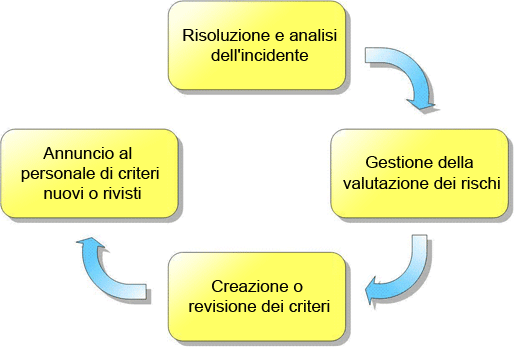 Risoluzione e analisi
dell'incidente
Gestione della
valutazione dei rischi
Creazione o
revisione dei criteri
Annuncio al
personale di criteri
nuovi o rivisti